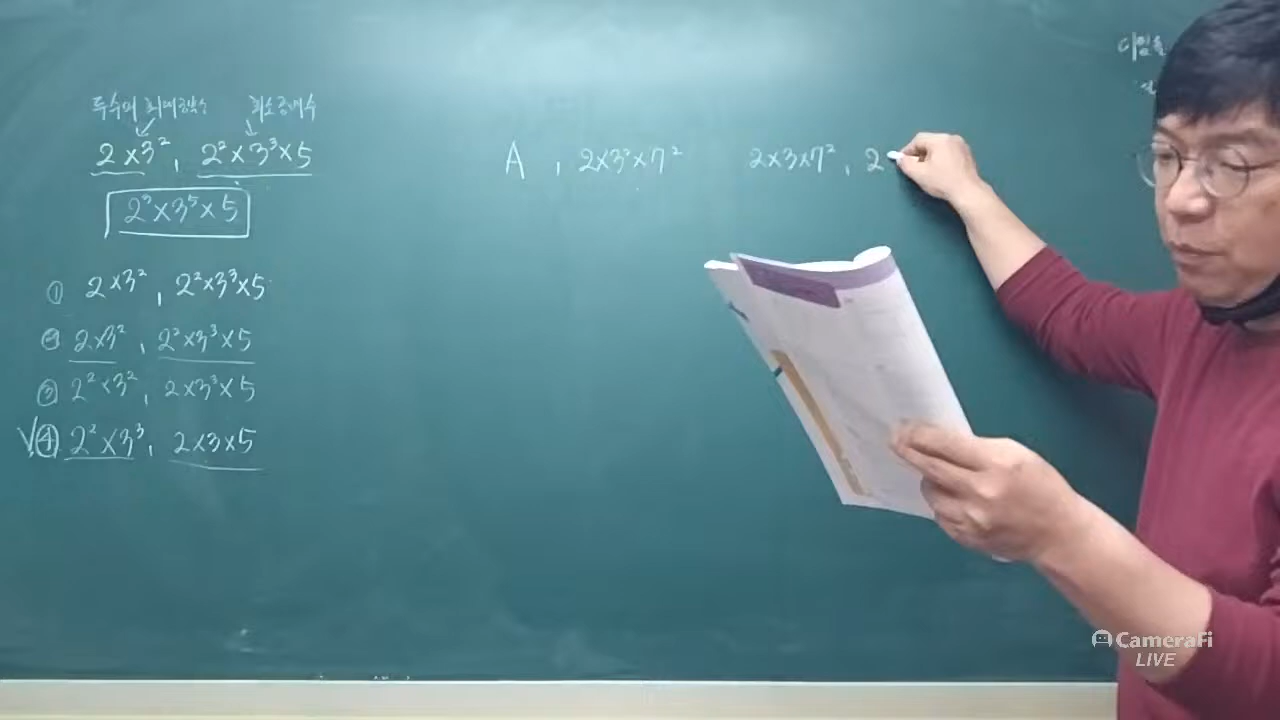 두수의 최대공약수 최소공배수
2×3², 2²×3³×5
2³×3⁵×5
① 2×3², 2²×3³×5
② 2×3², 2²×3³×5
③ 2²×3², 2×3³×5
④ 2²×3³, 2×3×5
A , 2×3²×7² 2×3×7², 2
CameraFi
LIVE